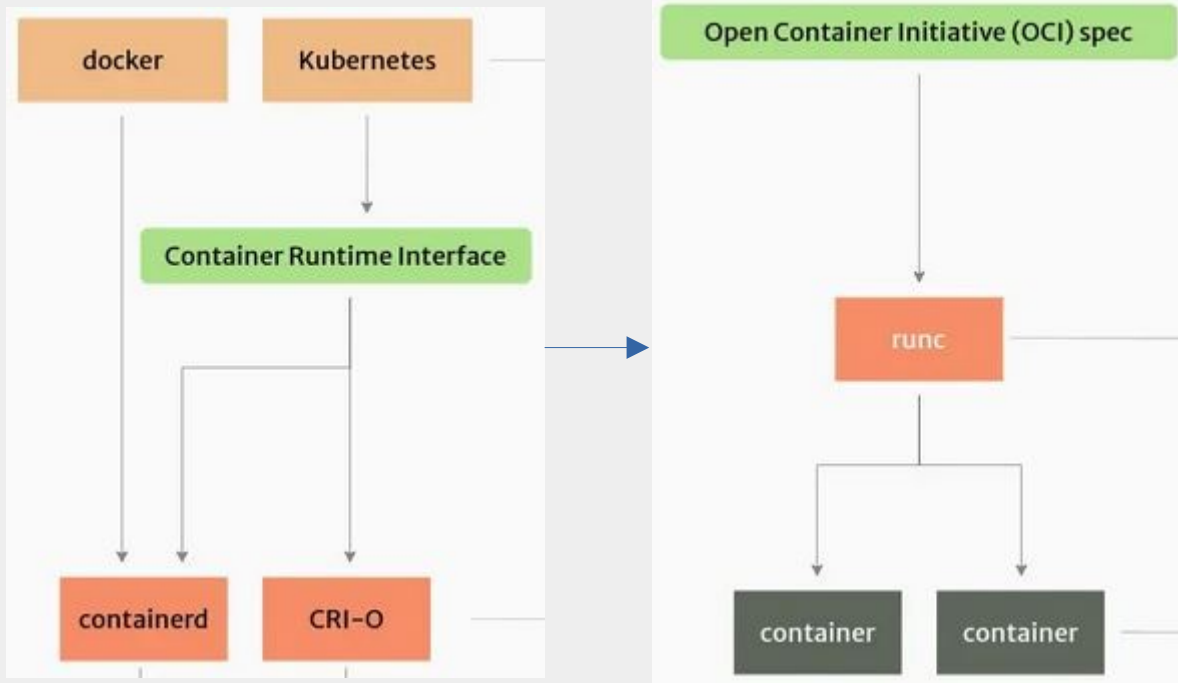 docker
Kubernetes
Container Runtime Interface
containerd
CRI-O
Open Container Initiative (OCI) spec
runc
container
container